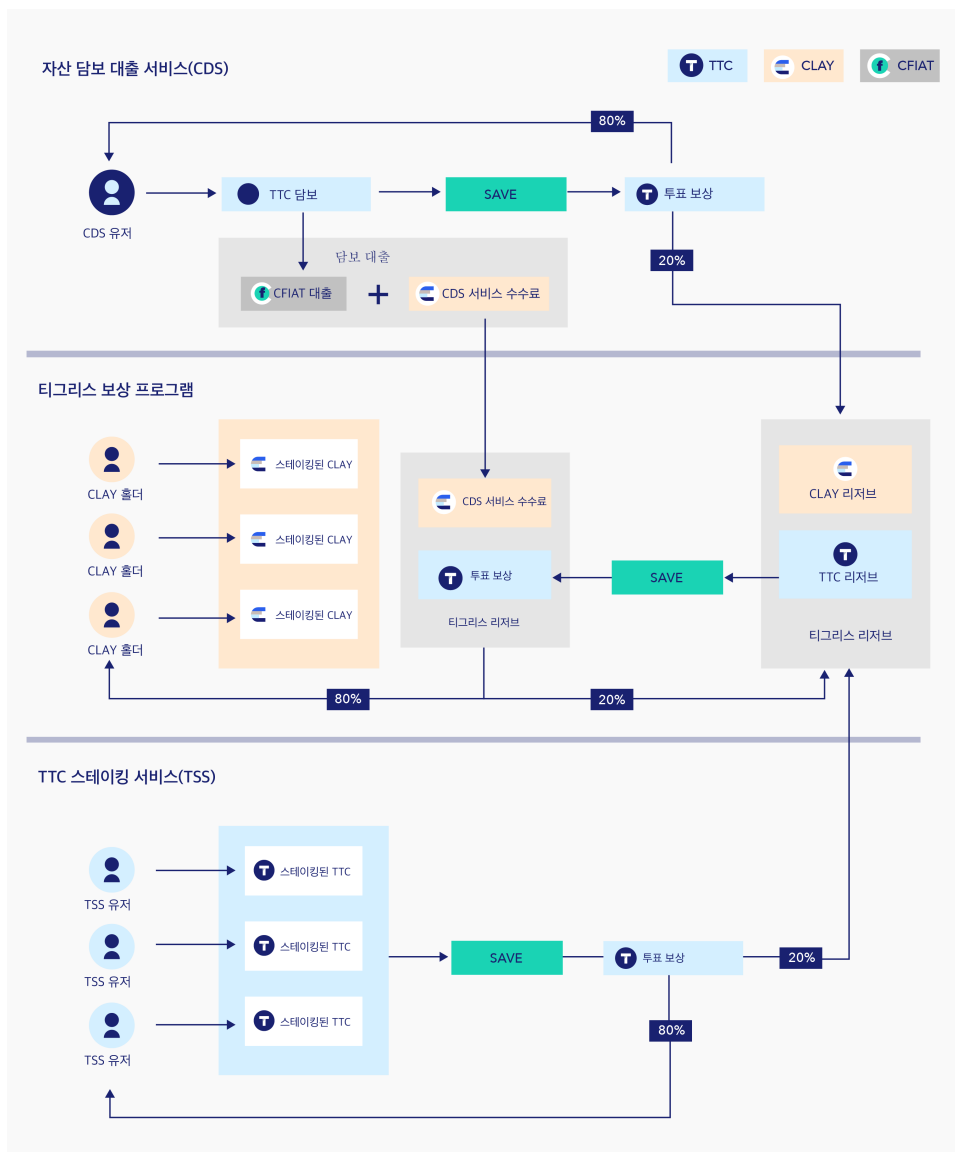 자산 담보 대출 서비스(CDS)
TTC
CLAY
CFIAT
80%
TTC 담보
SAVE
투표 보상
CDS 유저
20%
담보 대출
CFIAT 대출
+
CDS 서비스 수수료
티그리스 보상 프로그램
스테이킹된 CLAY
CLAY 홀더
CDS 서비스 수수료
CLAY 리저브
스테이킹된 CLAY
CLAY 홀더
투표 보상
SAVE
TTC 리저브
스테이킹된 CLAY
티그리스 리저브
티그리스 리저브
CLAY 홀더
80%
20%
TTC 스테이킹 서비스(TSS)
스테이킹된 TTC
TSS 유저
스테이킹된 TTC
TSS 유저
SAVE
투표 보상
20%
스테이킹된 TTC
80%
TSS 유저